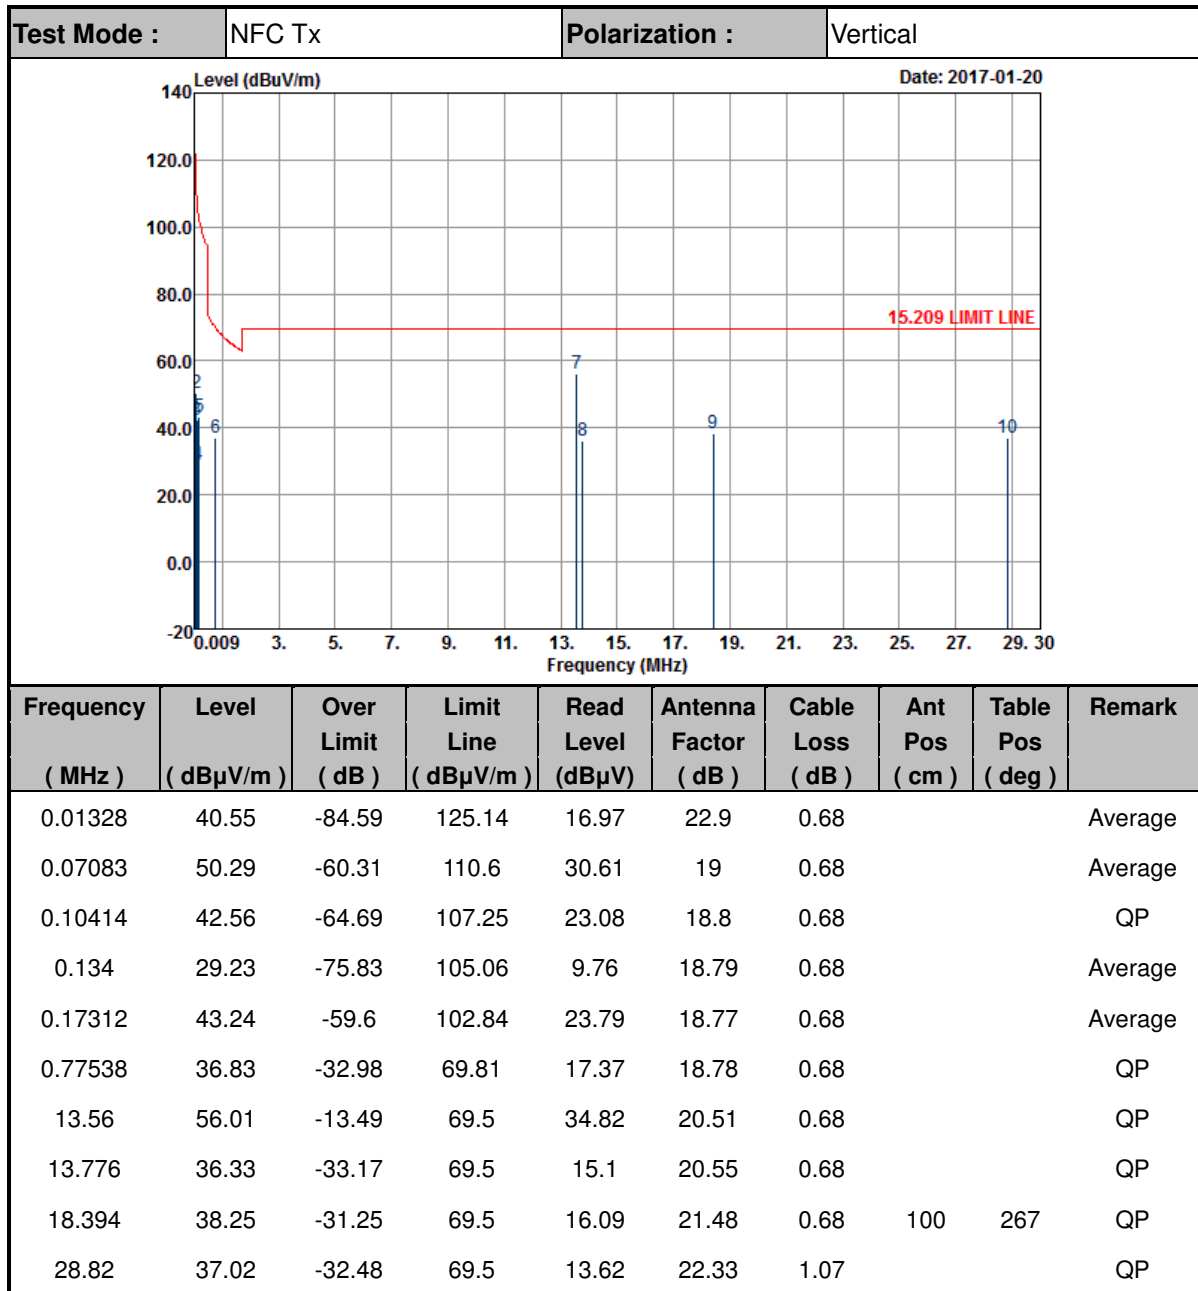 Test Mode : NFC Tx Polarization : Vertical
Level (dBuV/m) Date: 2017-01-20
140
120.0
100.0
80.0
15.209 LIMIT LINE
60.0
7
2
5
40.0 6 8 9 10
4
20.0
0.0
-20
0.009 3. 5. 7. 9. 11. 13. 15. 17. 19. 21. 23. 25. 27. 29. 30
Frequency (MHz)
Frequency Level Over Limit Read Antenna Cable Ant Table Remark
Limit Line Level Factor Loss Pos Pos
( MHz ) ( dBµV/m ) ( dB ) ( dBµV/m ) (dBµV) ( dB ) ( dB ) ( cm ) ( deg )
0.01328 40.55 -84.59 125.14 16.97 22.9 0.68 Average
0.07083 50.29 -60.31 110.6 30.61 19 0.68 Average
0.10414 42.56 -64.69 107.25 23.08 18.8 0.68 QP
0.134 29.23 -75.83 105.06 9.76 18.79 0.68 Average
0.17312 43.24 -59.6 102.84 23.79 18.77 0.68 Average
0.77538 36.83 -32.98 69.81 17.37 18.78 0.68 QP
13.56 56.01 -13.49 69.5 34.82 20.51 0.68 QP
13.776 36.33 -33.17 69.5 15.1 20.55 0.68 QP
18.394 38.25 -31.25 69.5 16.09 21.48 0.68 100 267 QP
28.82 37.02 -32.48 69.5 13.62 22.33 1.07 QP